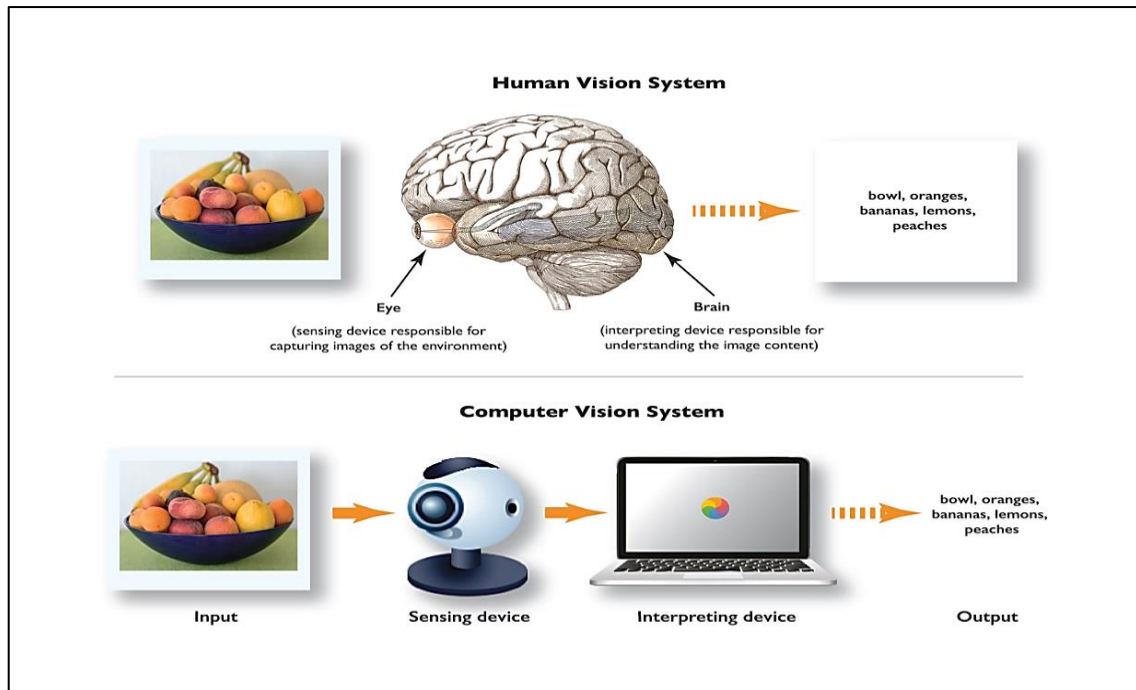 Human Vision System
bowl, oranges,
bananas, lemons,
peaches
Eye
(sensing device responsible for
capturing images of the environment)
Brain
(interpreting device responsible for
understanding the image content)
Computer Vision System
bowl, oranges,
bananas, lemons,
peaches
Input
Sensing device
Interpreting device
Output